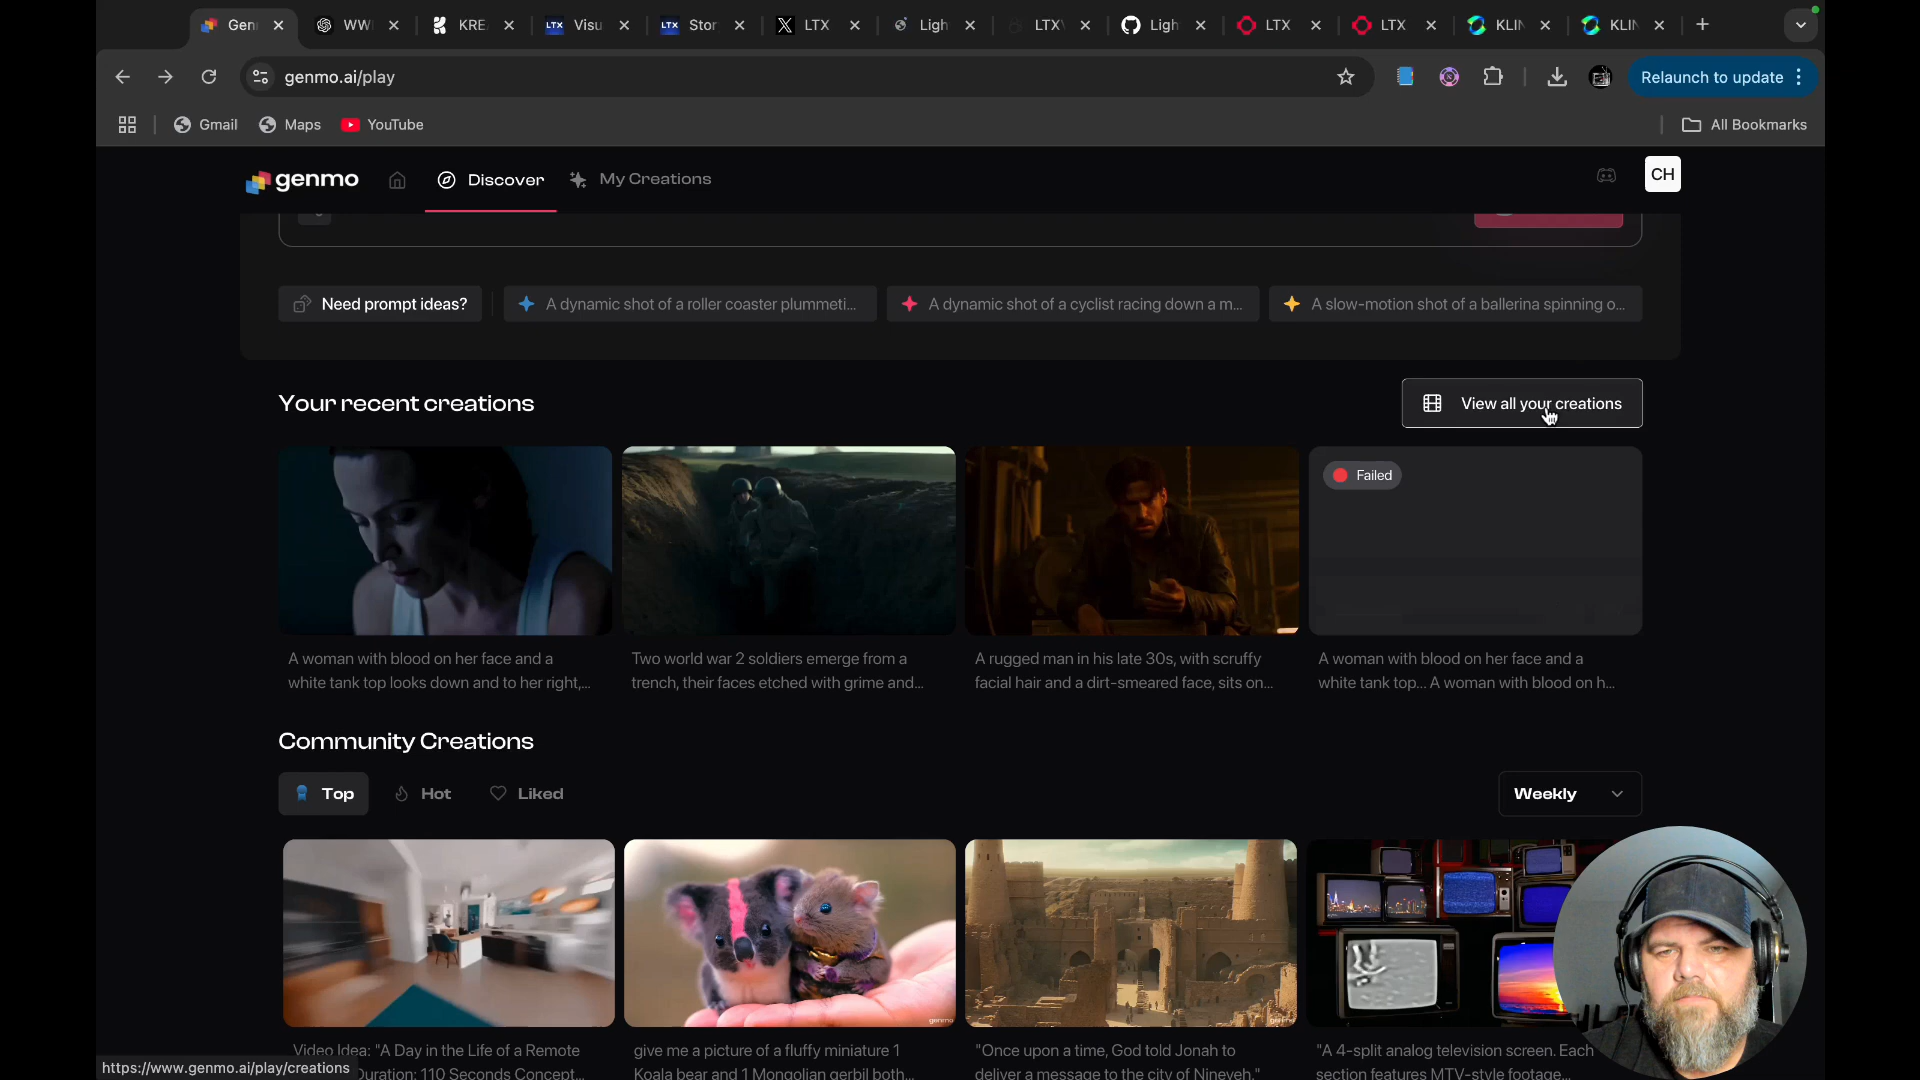 Gen
WW
KRE
LTX Visu
LTX Stor
LTX
Ligh
LTX
Ligh
LTX
LTX
KLIN
KLIN
genmo.ai/play
Relaunch to update
Gmail
Maps
YouTube
All Bookmarks
genmo
Discover
My Creations
CH
Need prompt ideas?
A dynamic shot of a roller coaster plummeti...
A dynamic shot of a cyclist racing down a m...
A slow-motion shot of a ballerina spinning o...
Your recent creations
View all your creations
Failed
A woman with blood on her face and a
white tank top looks down and to her right,...
Two world war 2 soldiers emerge from a
trench, their faces etched with grime and...
A rugged man in his late 30s, with scruffy
facial hair and a dirt-smeared face, sits on...
A woman with blood on her face and a
white tank top... A woman with blood on h...
Community Creations
Top
Hot
Liked
Weekly
genmo
Video Idea: "A Day in the Life of a Remote
Duration: 110 Seconds Concept...
give me a picture of a fluffy miniature 1
Koala bear and 1 Mongolian gerbil both...
"Once upon a time, God told Jonah to
deliver a message to the city of Nineveh."
"A 4-split analog television screen. Each
section features MTV-style footage...
https://www.genmo.ai/play/creations